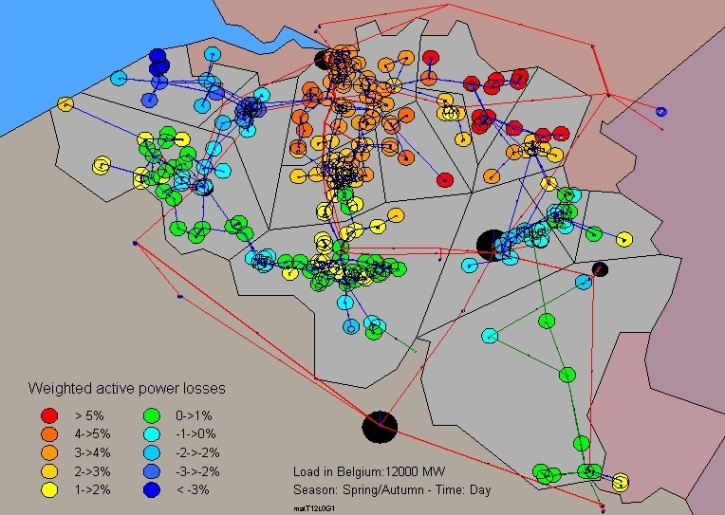 Weighted active power losses
> 5%
4->5%
3->4%
2->3%
1->2%
0->1%
-1->0%
-2->-2%
-3->-2%
< -3%
Load in Belgium:12000 MW
Season: Spring/Autumn - Time: Day
matT12L0G1